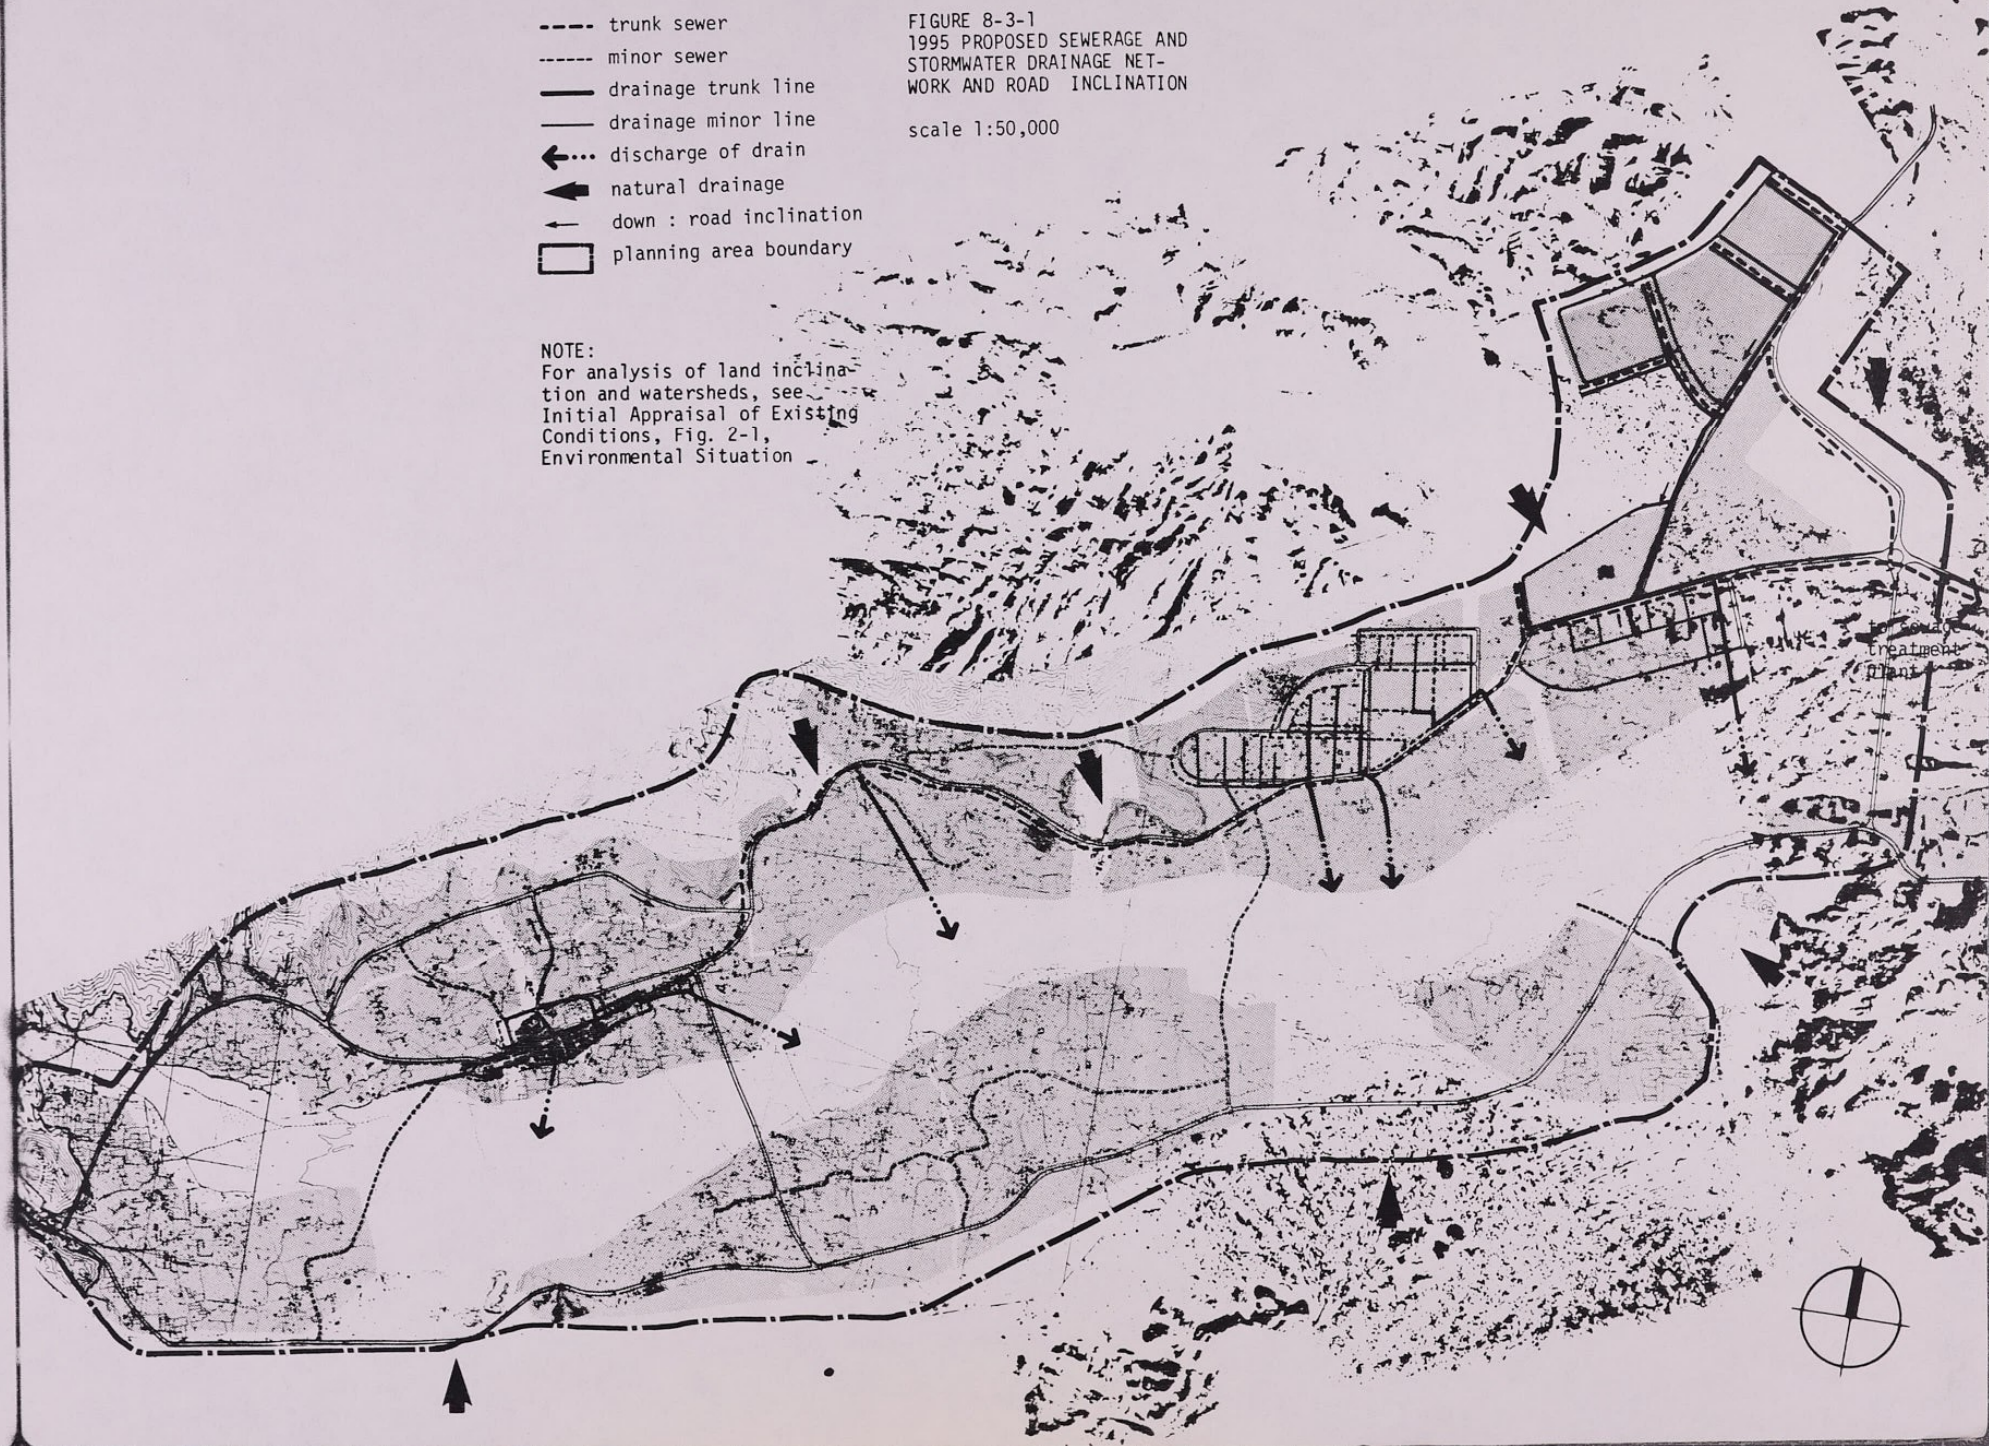 trunk sewer
minor sewer
drainage trunk line
drainage minor line
discharge of drain
natural drainage
down : road inclination
planning area boundary
FIGURE 8-3-1
1995 PROPOSED SEWERAGE AND
STORMWATER DRAINAGE NET-
WORK AND ROAD INCLINATION
scale 1:50,000
NOTE:
For analysis of land inclina-
tion and watersheds, see
Initial Appraisal of Existing
Conditions, Fig. 2-1,
Environmental Situation
to sewage
treatment
plant